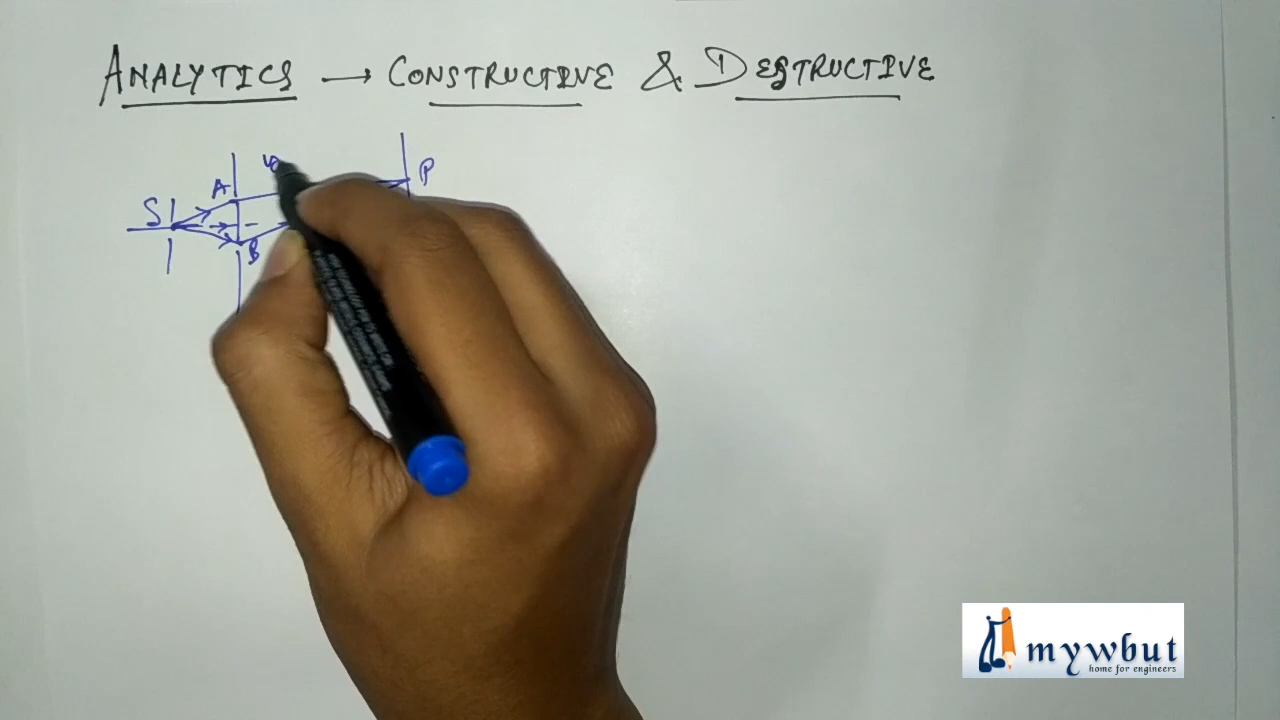 ANALYTICS → CONSTRUCTIVE & DESTRUCTIVE
P
A
S
B
mywbut
home for engineers